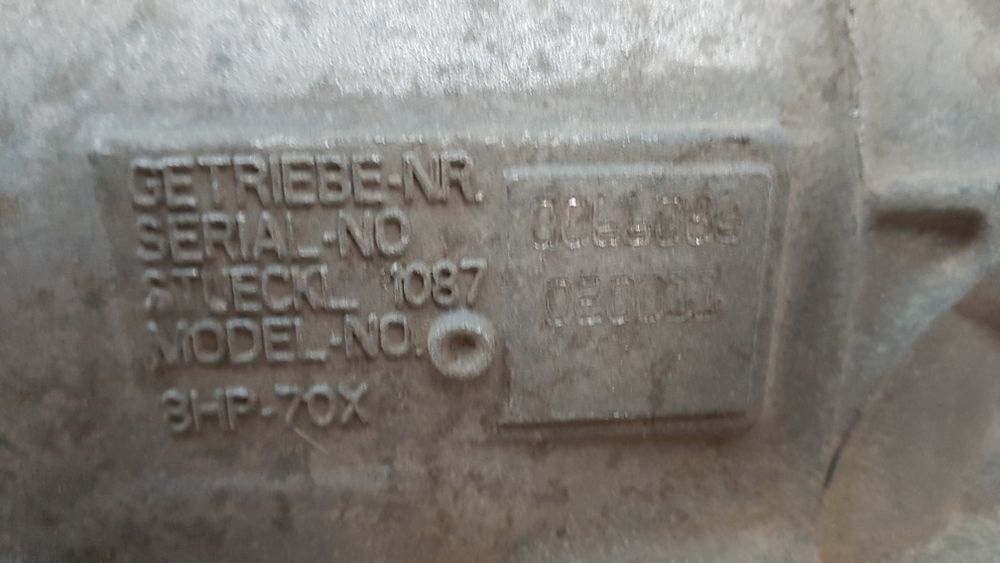 GETRIEBE-NR.
SERIAL-NO
STUECKL. 1087
MODEL-NO.
8HP-70X